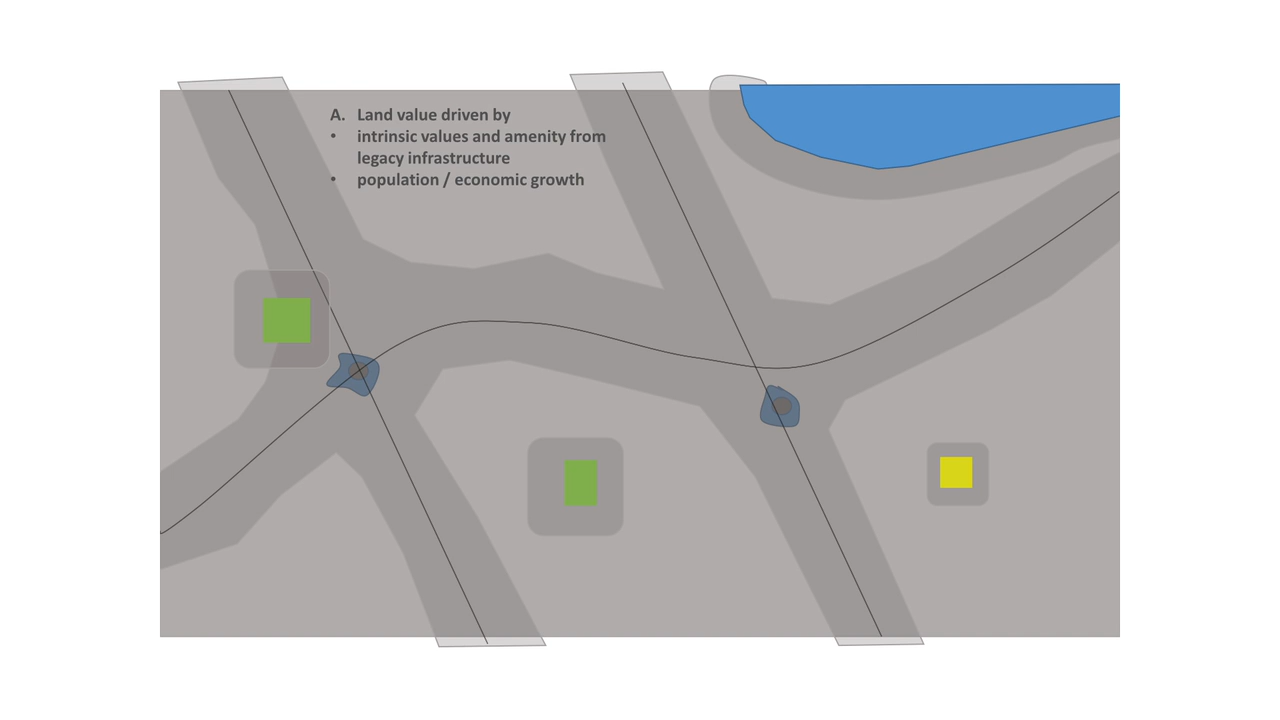 A. Land value driven by
• intrinsic values and amenity from
legacy infrastructure
• population / economic growth